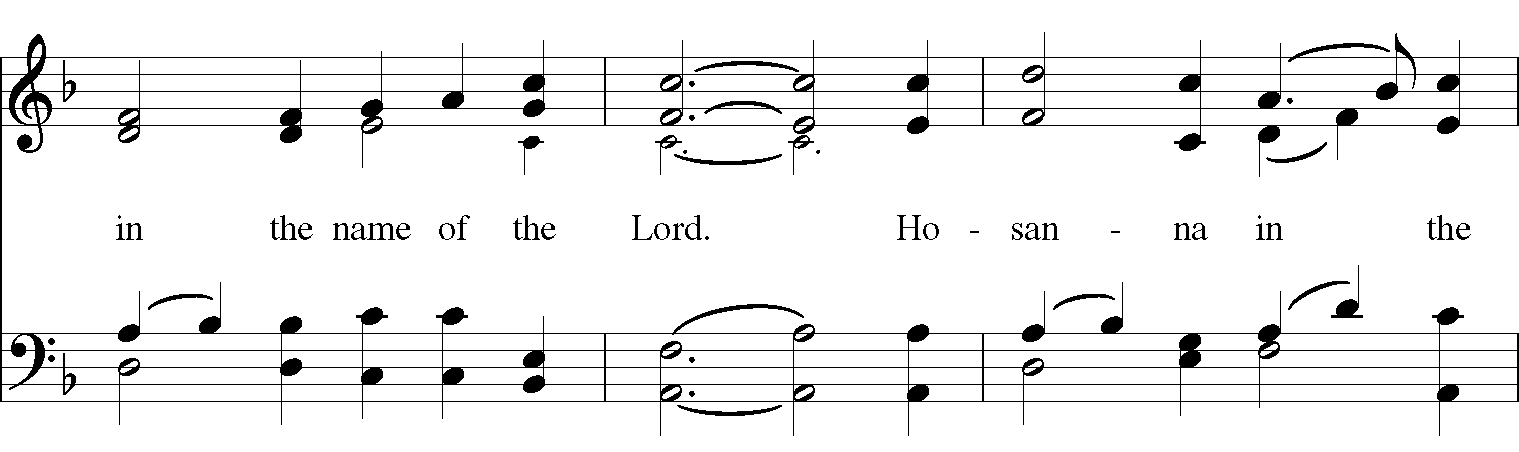 in the name of the Lord. Ho - san - na in the